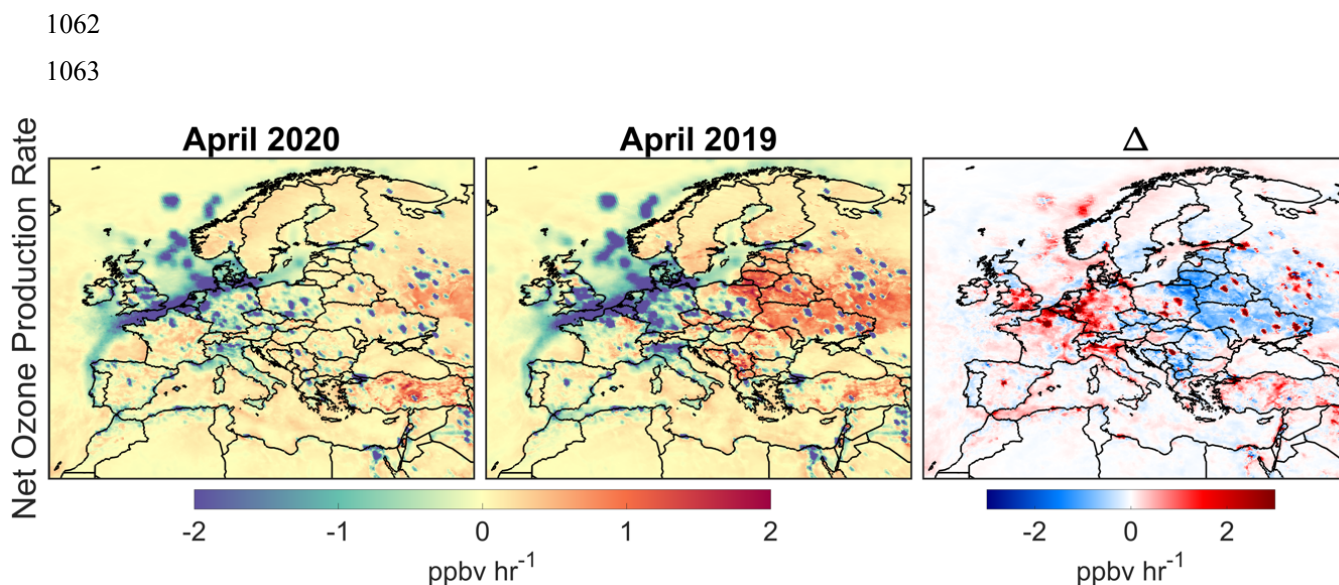 1062
1063
April 2020 April 2019 Δ
Net Ozone Production Rate
-2 -1 0 1 2 -2 0 2
ppbv hr⁻¹ ppbv hr⁻¹